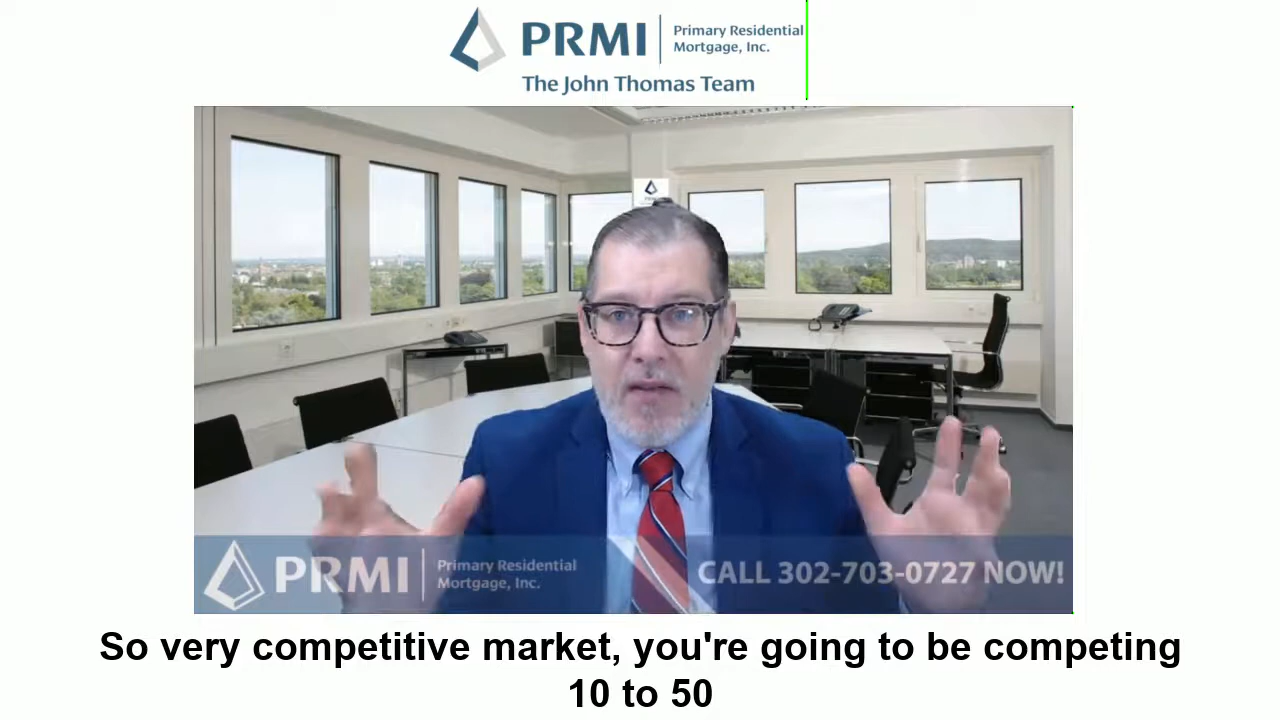 PRMI
Primary Residential
Mortgage, Inc.
The John Thomas Team
PRMI
Primary Residential
Mortgage, Inc.
CALL 302-703-0727 NOW!
So very competitive market, you're going to be competing
10 to 50